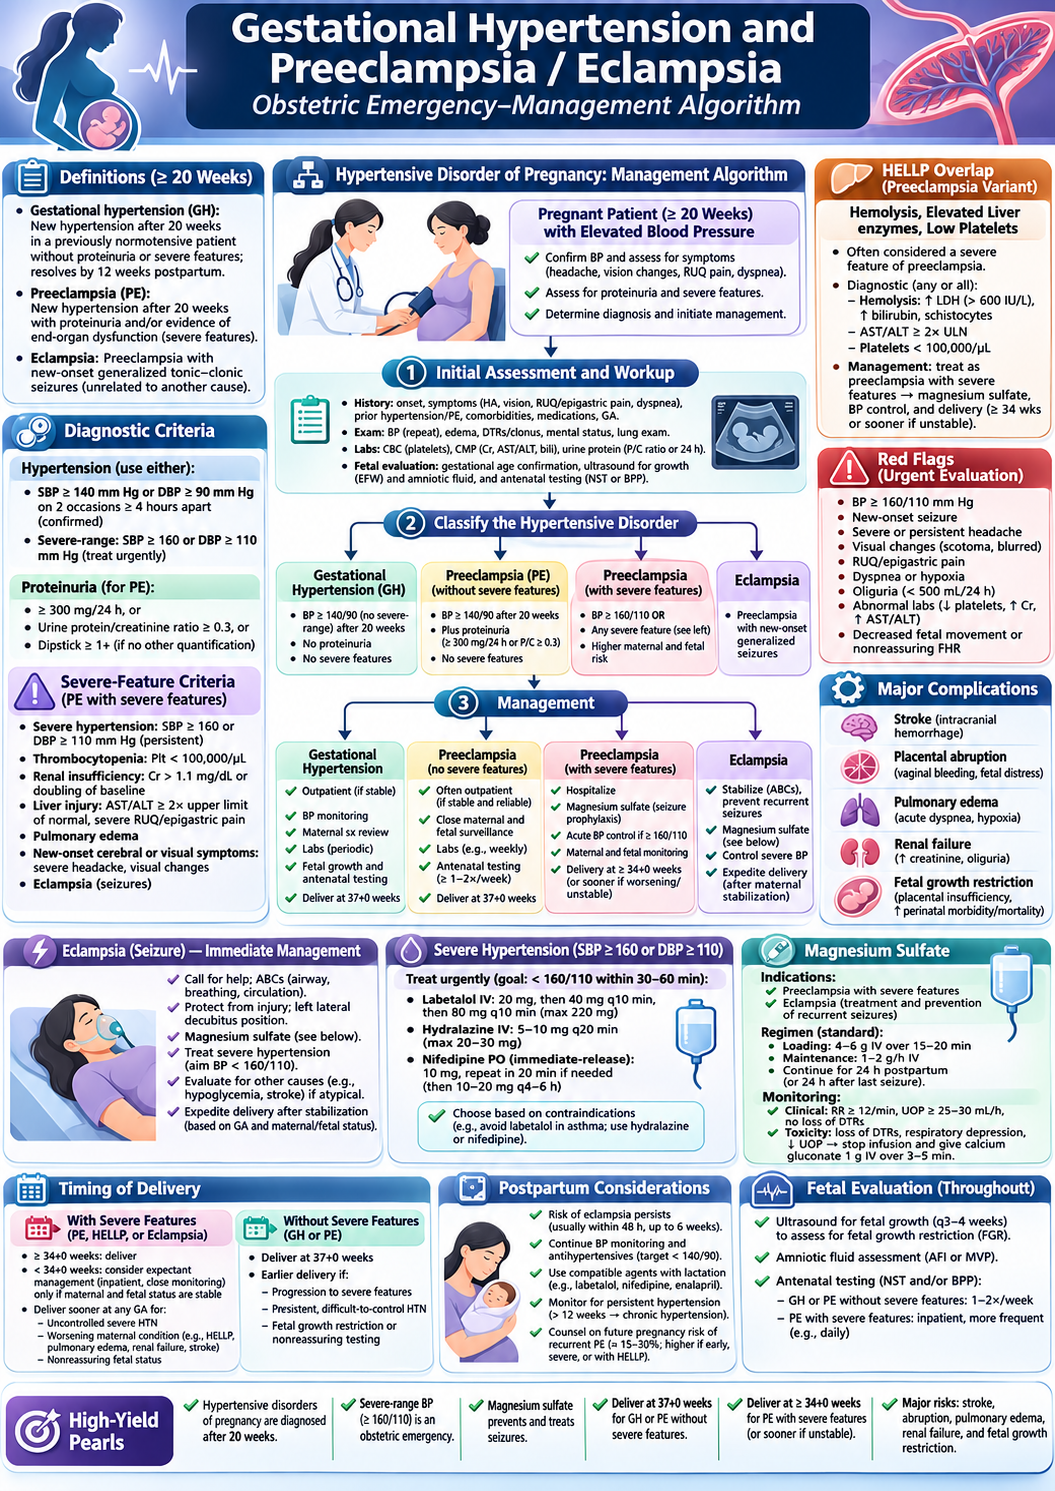 Gestational Hypertension and
Preeclampsia / Eclampsia
Obstetric Emergency–Management Algorithm
Definitions (≥ 20 Weeks)
• Gestational hypertension (GH):
New hypertension after 20 weeks
in a previously normotensive patient
without proteinuria or severe features;
resolves by 12 weeks postpartum.
• Preeclampsia (PE):
New hypertension after 20 weeks
with proteinuria and/or evidence of
end-organ dysfunction (severe features).
• Eclampsia: Preeclampsia with
new-onset generalized tonic–clonic
seizures (unrelated to another cause).
Diagnostic Criteria
Hypertension (use either):
• SBP ≥ 140 mm Hg or DBP ≥ 90 mm Hg
on 2 occasions ≥ 4 hours apart
(confirmed)
• Severe-range: SBP ≥ 160 or DBP ≥ 110
mm Hg (treat urgently)
Proteinuria (for PE):
• ≥ 300 mg/24 h, or
• Urine protein/creatinine ratio ≥ 0.3, or
• Dipstick ≥ 1+ (if no other quantification)
Severe-Feature Criteria
(PE with severe features)
• Severe hypertension: SBP ≥ 160 or
DBP ≥ 110 mm Hg (persistent)
• Thrombocytopenia: Plt < 100,000/µL
• Renal insufficiency: Cr > 1.1 mg/dL or
doubling of baseline
• Liver injury: AST/ALT ≥ 2× upper limit
of normal, severe RUQ/epigastric pain
• Pulmonary edema
• New-onset cerebral or visual symptoms:
severe headacke, visual changes
• Eclampsia (seizures)
Hypertensive Disorder of Pregnancy: Management Algorithm
Pregnant Patient (≥ 20 Weeks)
with Elevated Blood Pressure
Confirm BP and assess for symptoms
(headache, vision changes, RUQ pain, dyspnea).
Assess for proteinuria and severe features.
Determine diagnosis and initiate management.
1 Initial Assessment and Workup
• History: onset, symptoms (HA, vision, RUQ/epigastric pain, dyspnea),
prior hypertension/PE, comorbidities, medications, GA.
• Exam: BP (repeat), edema, DTRs/clonus, mental status, lung exam.
• Labs: CBC (platelets), CMP (Cr, AST/ALT, bili), urine protein (P/C ratio or 24 h).
• Fetal evaluation: gestational age confirmation, ultrasound for growth
(EFW) and amniotic fluid, and antenatal testing (NST or BPP).
2 Classify the Hypertensive Disorder
Gestational
Hypertension (GH)
• BP ≥ 140/90 (no severe-
range) after 20 weeks
• No proteinuria
• No severe features
Preeclampsia (PE)
(without severe features)
• BP ≥ 140/90 after 20 weeks
• Plus proteinuria
(≥ 300 mg/24 h or P/C ≥ 0.3)
• No severe features
Preeclampsia
(with severe features)
• BP ≥ 160/110 OR
• Any severe feature (see left)
• Higher maternal and fetal
risk
Eclampsia
• Preeclampsia
with new-onset
generalized
seizures
3 Management
Gestational
Hypertension
Outpatient (if stable)
BP monitoring
Maternal sx review
Labs (periodic)
Fetal growth and
antenatal testing
Deliver at 37+0 weeks
Preeclampsia
(no severe features)
Often outpatient
(if stable and reliable)
Close maternal and
fetal surveillance
Labs (e.g., weekly)
Antenatal testing
(≥ 1–2×/week)
Deliver at 37+0 weeks
Preeclampsia
(with severe features)
Hospitalize
Magnesium sulfate (seizure
prophylaxis)
Acute BP control if ≥ 160/110
Maternal and fetal monitoring
Delivery at ≥ 34+0 weeks
(or sooner if worsening/
unstable)
Eclampsia
Stabilize (ABCs),
prevent recurrent
seizures
Magnesium sulfate
(see below)
Control severe BP
Expedite delivery
(after maternal
stabilization)
HELLP Overlap
(Preeclampsia Variant)
Hemolysis, Elevated Liver
enzymes, Low Platelets
• Often considered a severe
feature of preeclampsia.
• Diagnostic (any or all):
– Hemolysis: ↑ LDH (> 600 IU/L),
↑ bilirubin, schistocytes
– AST/ALT ≥ 2× ULN
– Platelets < 100,000/µL
• Management: treat as
preeclampsia with severe
features → magnesium sulfate,
BP control, and delivery (≥ 34 wks
or sooner if unstable).
Red Flags
(Urgent Evaluation)
• BP ≥ 160/110 mm Hg
• New-onset seizure
• Severe or persistent headache
• Visual changes (scotoma, blurred)
• RUQ/epigastric pain
• Dyspnea or hypoxia
• Oliguria (< 500 mL/24 h)
• Abnormal labs (↓ platelets, ↑ Cr,
↑ AST/ALT)
• Decreased fetal movement or
nonreassuring FHR
Major Complications
Stroke (intracranial
hemorrhage)
Placental abruption
(vaginal bleeding, fetal distress)
Pulmonary edema
(acute dyspnea, hypoxia)
Renal failure
(↑ creatinine, oliguria)
Fetal growth restriction
(placental insufficiency,
↑ perinatal morbidity/mortality)
Eclampsia (Seizure) — Immediate Management
Call for help; ABCs (airway,
breathing, circulation).
Protect from injury; left lateral
decubitus position.
Magnesium sulfate (see below).
Treat severe hypertension
(aim BP < 160/110).
Evaluate for other causes (e.g.,
hypoglycemia, stroke) if atypical.
Expedite delivery after stabilization
(based on GA and maternal/fetal status).
Severe Hypertension (SBP ≥ 160 or DBP ≥ 110)
Treat urgently (goal: < 160/110 within 30–60 min):
• Labetalol IV: 20 mg, then 40 mg q10 min,
then 80 mg q10 min (max 220 mg)
• Hydralazine IV: 5–10 mg q20 min
(max 20–30 mg)
• Nifedipine PO (immediate-release):
10 mg, repeat in 20 min if needed
(then 10–20 mg q4–6 h)
Choose based on contraindications
(e.g., avoid labetalol in asthma; use hydralazine
or nifedipine).
Magnesium Sulfate
Indications:
Preeclampsia with severe features
Eclampsia (treatment and prevention
of recurrent seizures)
Regimen (standard):
• Loading: 4–6 g IV over 15–20 min
• Maintenance: 1–2 g/h IV
• Continue for 24 h postpartum
(or 24 h after last seizure).
Monitoring:
Clinical: RR ≥ 12/min, UOP ≥ 25–30 mL/h,
no loss of DTRs
Toxicity: loss of DTRs, respiratory depression,
↓ UOP → stop infusion and give calcium
gluconate 1 g IV over 3–5 min.
Timing of Delivery
With Severe Features
(PE, HELLP, or Eclampsia)
• ≥ 34+0 weeks: deliver
• < 34+0 weeks: consider expectant
management (inpatient, close monitoring)
only if maternal and fetal status are stable
• Deliver sooner at any GA for:
– Uncontrolled severe HTN
– Worsening maternal condition (e.g., HELLP,
pulmonary edema, renal failure, stroke)
– Nonreassuring fetal status
Without Severe Features
(GH or PE)
• Deliver at 37+0 weeks
• Earlier delivery if:
– Progression to severe features
– Presistent, difficult-to-control HTN
– Fetal growth restriction or
nonreassuring testing
Postpartum Considerations
Risk of eclampsia persists
(usually within 48 h, up to 6 weeks).
Continue BP monitoring and
antihypertensives (target < 140/90).
Use compatible agents with lactation
(e.g., labetalol, nifedipine, enalapril).
Monitor for persistent hypertension
(> 12 weeks → chronic hypertension).
Counsel on future pregnancy risk of
recurrent PE (≈ 15–30%; higher if early,
severe, or with HELLP).
Fetal Evaluation (Throughoutt)
Ultrasound for fetal growth (q3–4 weeks)
to assess for fetal growth restriction (FGR).
Amniotic fluid assessment (AFI or MVP).
Antenatal testing (NST and/or BPP):
– GH or PE without severe features: 1–2×/week
– PE with severe features: inpatient, more frequent
(e.g., daily)
High-Yield
Pearls
Hypertensive disorders
of pregnancy are diagnosed
after 20 weeks.
Severe-range BP
(≥ 160/110) is an
obstetric emergency.
Magnesium sulfate
prevents and treats
seizures.
Deliver at 37+0 weeks
for GH or PE without
severe features.
Deliver at ≥ 34+0 weeks
for PE with severe features
(or sooner if unstable).
Major risks: stroke,
abruption, pulmonary edema,
renal failure, and fetal growth
restriction.